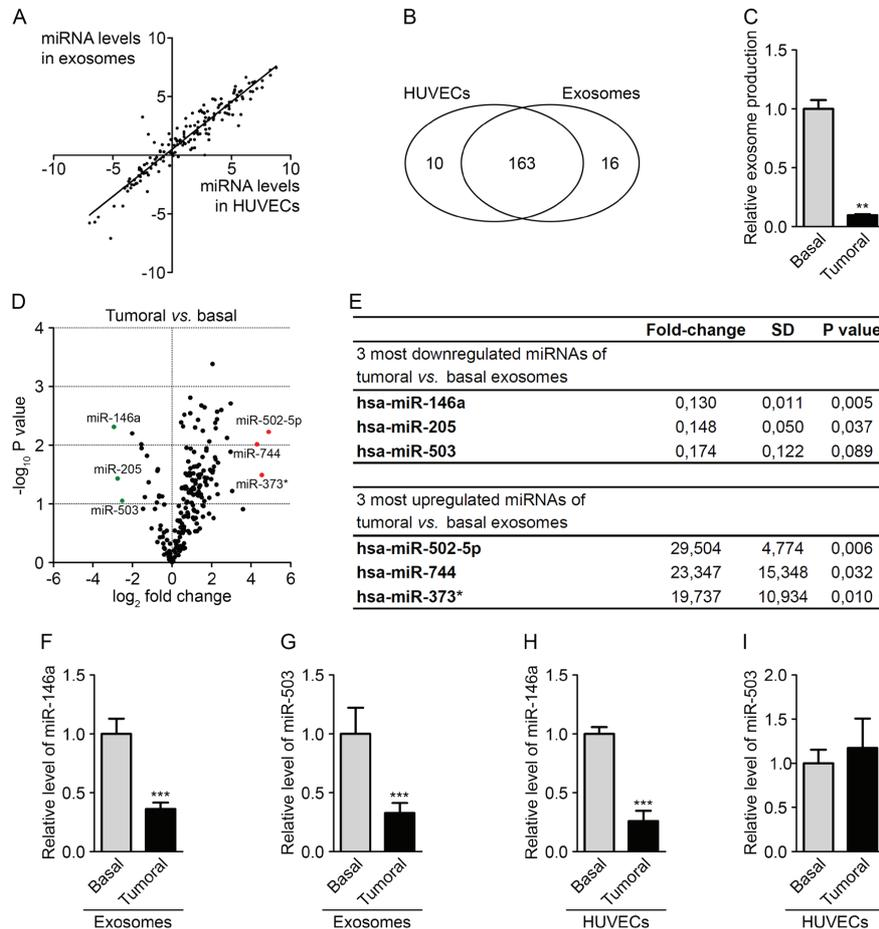 A
miRNA levels
in exosomes
10
5
-10
-5
5
10
miRNA levels
in HUVECs
-5
-10
B
HUVECs
Exosomes
10
163
16
C
Relative exosome production
1.5
1.0
0.5
0.0
**
Basal
Tumoral
D
Tumoral vs. basal
-log10 P value
4
3
2
1
0
miR-146a
miR-205
miR-503
miR-502-5p
miR-744
miR-373*
-6
-4
-2
0
2
4
6
log2 fold change
E
Fold-change SD P value
3 most downregulated miRNAs of
tumoral vs. basal exosomes
hsa-miR-146a 0,130 0,011 0,005
hsa-miR-205 0,148 0,050 0,037
hsa-miR-503 0,174 0,122 0,089
3 most upregulated miRNAs of
tumoral vs. basal exosomes
hsa-miR-502-5p 29,504 4,774 0,006
hsa-miR-744 23,347 15,348 0,032
hsa-miR-373* 19,737 10,934 0,010
F
Relative level of miR-146a
1.5
1.0
0.5
0.0
***
Basal
Tumoral
Exosomes
G
Relative level of miR-503
1.5
1.0
0.5
0.0
***
Basal
Tumoral
Exosomes
H
Relative level of miR-146a
1.5
1.0
0.5
0.0
***
Basal
Tumoral
HUVECs
I
Relative level of miR-503
2.0
1.5
1.0
0.5
0.0
Basal
Tumoral
HUVECs